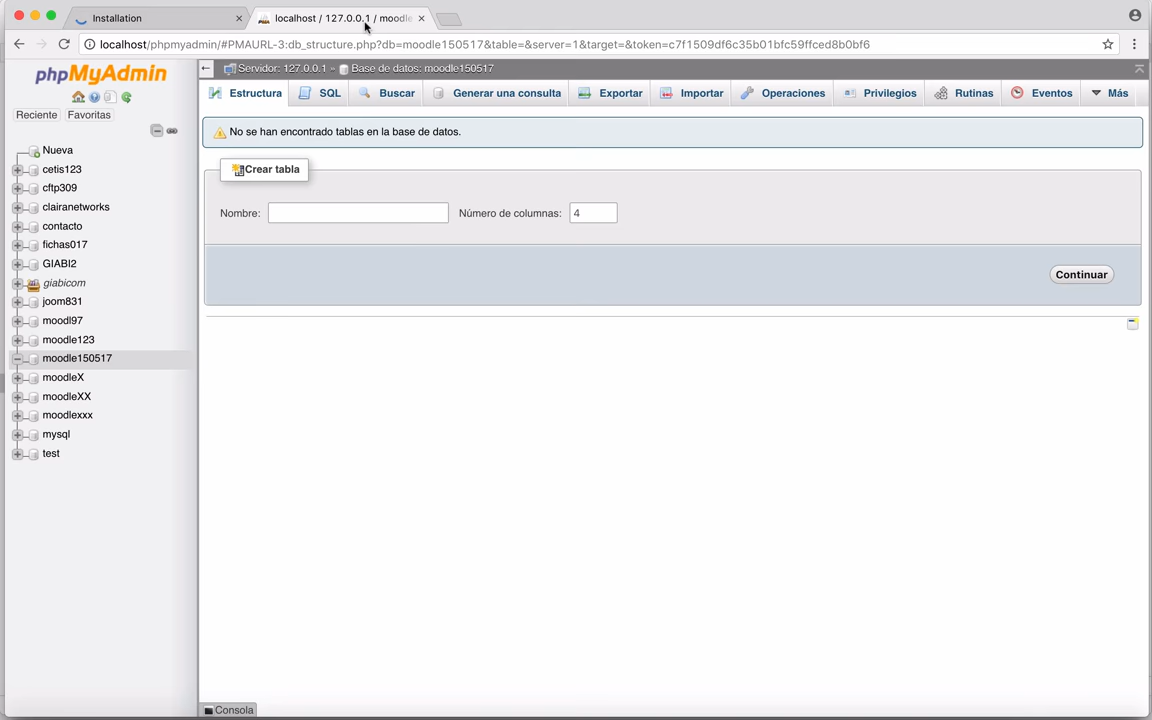 Installation
localhost / 127.0.0.1 / moodle
localhost/phpmyadmin/#PMAURL-3:db_structure.php?db=moodle150517&table=&server=1&target=&token=c7f1509df6c35b01bfc59ffced8b0bf6
phpMyAdmin
Reciente Favoritas
Nueva
cetis123
cftp309
clairanetworks
contacto
fichas017
GIABI2
giabicom
joom831
moodl97
moodle123
moodle150517
moodleX
moodleXX
moodlexxx
mysql
test
Servidor: 127.0.0.1 » Base de datos: moodle150517
Estructura SQL Buscar Generar una consulta Exportar Importar Operaciones Privilegios Rutinas Eventos Más
No se han encontrado tablas en la base de datos.
Crear tabla
Nombre: Número de columnas: 4
Continuar
Consola